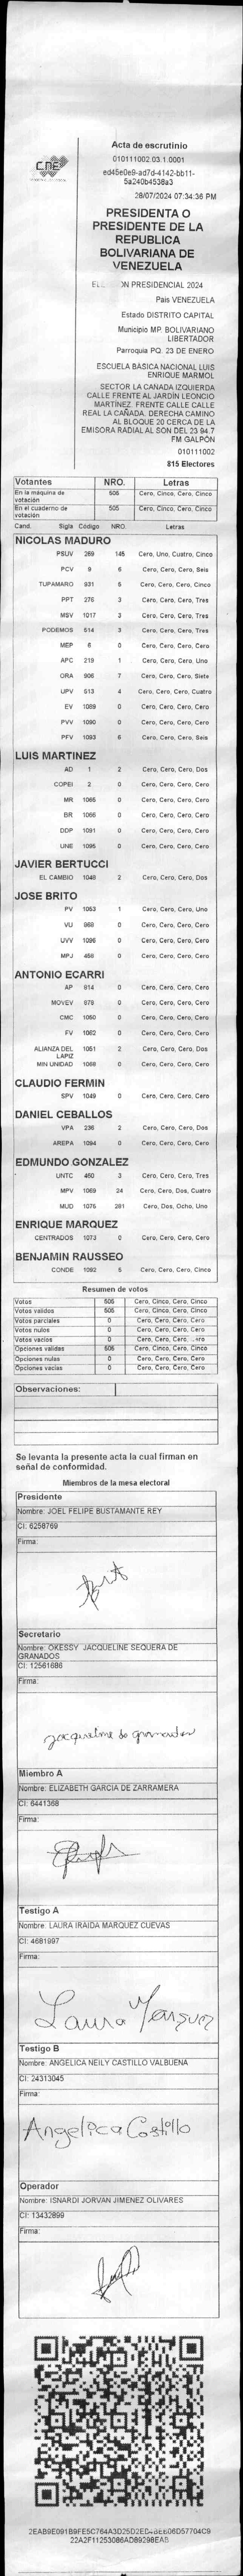 Acta de escrutinio
010111002.03.1.0001
ed45e0e9-ad7d-4142-bb11-
5a240b4538a3
28/07/2024 07:34:36 PM
CNE
PRESIDENTA O
PRESIDENTE DE LA
REPUBLICA
BOLIVARIANA DE
VENEZUELA
ON PRESIDENCIAL 2024
Pais VENEZUELA
Estado DISTRITO CAPITAL
Municipio MP. BOLIVARIANO
LIBERTADOR
Parroquia PQ. 23 DE ENERO
ESCUELA BASICA NACIONAL LUIS
ENRIQUE MARMOL
SECTOR LA CAÑADA IZQUIERDA
CALLE FRENTE AL JARDÍN LEONCIO
MARTÍNEZ. FRENTE CALLE CALLE
REAL LA CAÑADA. DERECHA CAMINO
AL BLOQUE 20 CERCA DE LA
EMISORA RADIAL AL SON DEL 23 94.7
FM GALPÓN
010111002
815 Electores
Votantes NRO. Letras
En la máquina de votación 505 Cero, Cinco, Cero, Cinco
En el cuaderno de votación 505 Cero, Cinco, Cero, Cinco
Cand. Sigla Código NRO. Letras
NICOLAS MADURO
PSUV 269 145 Cero, Uno, Cuatro, Cinco
PCV 9 6 Cero, Cero, Cero, Seis
TUPAMARO 931 5 Cero, Cero, Cero, Cinco
PPT 276 3 Cero, Cero, Cero, Tres
MSV 1017 3 Cero, Cero, Cero, Tres
PODEMOS 514 3 Cero, Cero, Cero, Tres
MEP 6 0 Cero, Cero, Cero, Cero
APC 219 1 Cero, Cero, Cero, Uno
ORA 906 7 Cero, Cero, Cero, Siete
UPV 513 4 Cero, Cero, Cero, Cuatro
EV 1089 0 Cero, Cero, Cero, Cero
PVV 1090 0 Cero, Cero, Cero, Cero
PFV 1093 6 Cero, Cero, Cero, Seis
LUIS MARTINEZ
AD 1 2 Cero, Cero, Cero, Dos
COPEI 2 0 Cero, Cero, Cero, Cero
MR 1065 0 Cero, Cero, Cero, Cero
BR 1066 0 Cero, Cero, Cero, Cero
DDP 1091 0 Cero, Cero, Cero, Cero
UNE 1095 0 Cero, Cero, Cero, Cero
JAVIER BERTUCCI
EL CAMBIO 1048 2 Cero, Cero, Cero, Dos
JOSE BRITO
PV 1053 1 Cero, Cero, Cero, Uno
VU 968 0 Cero, Cero, Cero, Cero
UVV 1096 0 Cero, Cero, Cero, Cero
MPJ 458 0 Cero, Cero, Cero, Cero
ANTONIO ECARRI
AP 914 0 Cero, Cero, Cero, Cero
MOVEV 879 0 Cero, Cero, Cero, Cero
CMC 1050 0 Cero, Cero, Cero, Cero
FV 1062 0 Cero, Cero, Cero, Cero
ALIANZA DEL LAPIZ 1051 2 Cero, Cero, Cero, Dos
MIN UNIDAD 1068 0 Cero, Cero, Cero, Cero
CLAUDIO FERMIN
SPV 1049 0 Cero, Cero, Cero, Cero
DANIEL CEBALLOS
VPA 236 2 Cero, Cero, Cero, Dos
AREPA 1094 0 Cero, Cero, Cero, Cero
EDMUNDO GONZALEZ
UNTC 460 3 Cero, Cero, Cero, Tres
MPV 1069 24 Cero, Cero, Dos, Cuatro
MUD 1075 281 Cero, Dos, Ocho, Uno
ENRIQUE MARQUEZ
CENTRADOS 1073 0 Cero, Cero, Cero, Cero
BENJAMIN RAUSSEO
CONDE 1092 5 Cero, Cero, Cero, Cinco
Resumen de votos
Votos 505 Cero, Cinco, Cero, Cinco
Votos validos 505 Cero, Cinco, Cero, Cinco
Votos parciales 0 Cero, Cero, Cero, Cero
Votos nulos 0 Cero, Cero, Cero, Cero
Votos vacios 0 Cero, Cero, Cero,
Opciones validas 505 Cero, Cinco, Cero, Cinco
Opciones nulas 0 Cero, Cero, Cero, Cero
Opciones vacias 0 Cero, Cero, Cero, Cero
Observaciones:
Se levanta la presente acta la cual firman en
señal de conformidad.
Miembros de la mesa electoral
Presidente
Nombre: JOEL FELIPE BUSTAMANTE REY
CI: 6258769
Firma:
Secretario
Nombre: OKESSY JACQUELINE SEQUERA DE
GRANADOS
CI: 12561686
Firma:
jacqueline de granados
Miembro A
Nombre: ELIZABETH GARCIA DE ZARRAMERA
CI: 6441368
Firma:
Testigo A
Nombre: LAURA IRAIDA MARQUEZ CUEVAS
CI: 4681997
Firma:
Laura
Testigo B
Nombre: ANGELICA NEILY CASTILLO VALBUENA
CI: 24313045
Firma:
Angelica Castillo
Operador
Nombre: ISNARDI JORVAN JIMENEZ OLIVARES
CI: 13432899
Firma:
22A2F11253086AD89298EAB